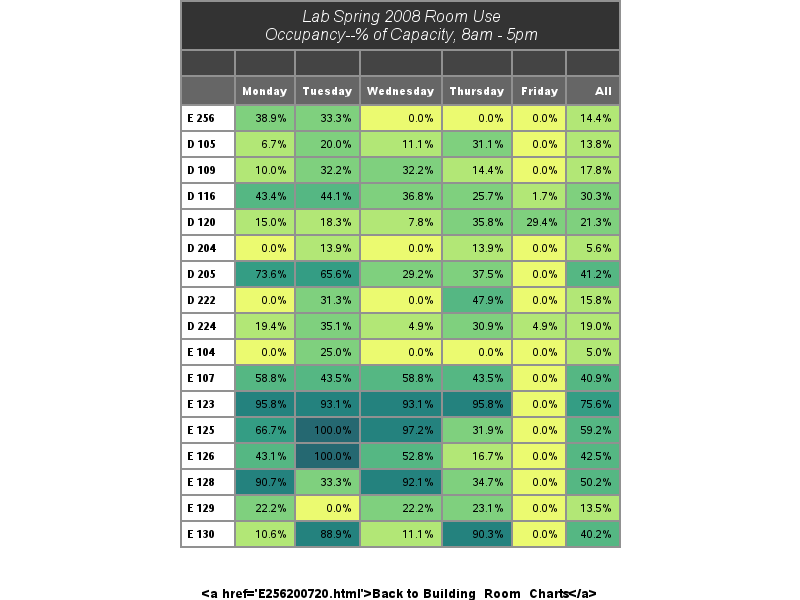 Lab Spring 2008 Room Use
Occupancy--% of Capacity, 8am - 5pm
Monday Tuesday Wednesday Thursday Friday All
E 256 38.9% 33.3% 0.0% 0.0% 0.0% 14.4%
D 105 6.7% 20.0% 11.1% 31.1% 0.0% 13.8%
D 109 10.0% 32.2% 32.2% 14.4% 0.0% 17.8%
D 116 43.4% 44.1% 36.8% 25.7% 1.7% 30.3%
D 120 15.0% 18.3% 7.8% 35.8% 29.4% 21.3%
D 204 0.0% 13.9% 0.0% 13.9% 0.0% 5.6%
D 205 73.6% 65.6% 29.2% 37.5% 0.0% 41.2%
D 222 0.0% 31.3% 0.0% 47.9% 0.0% 15.8%
D 224 19.4% 35.1% 4.9% 30.9% 4.9% 19.0%
E 104 0.0% 25.0% 0.0% 0.0% 0.0% 5.0%
E 107 58.8% 43.5% 58.8% 43.5% 0.0% 40.9%
E 123 95.8% 93.1% 93.1% 95.8% 0.0% 75.6%
E 125 66.7% 100.0% 97.2% 31.9% 0.0% 59.2%
E 126 43.1% 100.0% 52.8% 16.7% 0.0% 42.5%
E 128 90.7% 33.3% 92.1% 34.7% 0.0% 50.2%
E 129 22.2% 0.0% 22.2% 23.1% 0.0% 13.5%
E 130 10.6% 88.9% 11.1% 90.3% 0.0% 40.2%
<a href='E256200720.html'>Back to Building_Room_Charts</a>